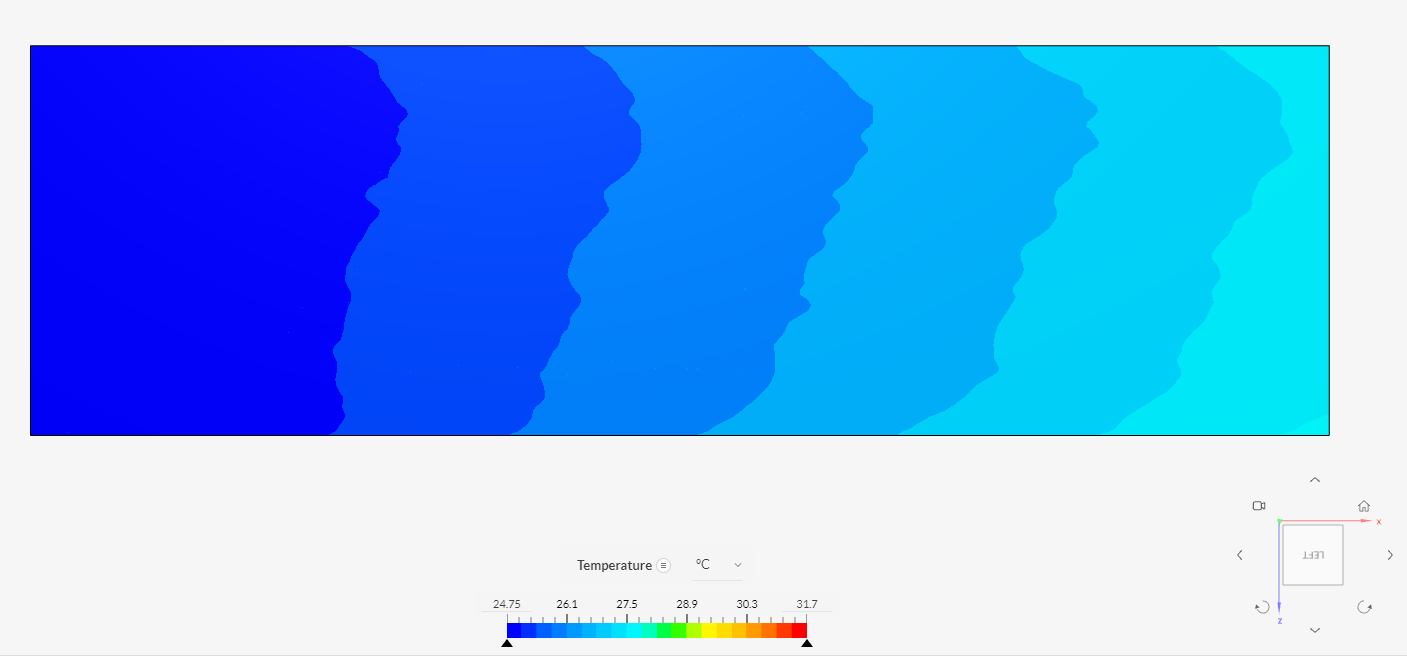 Temperature °C
24.75 26.1 27.5 28.9 30.3 31.7
X
LEFT
Z